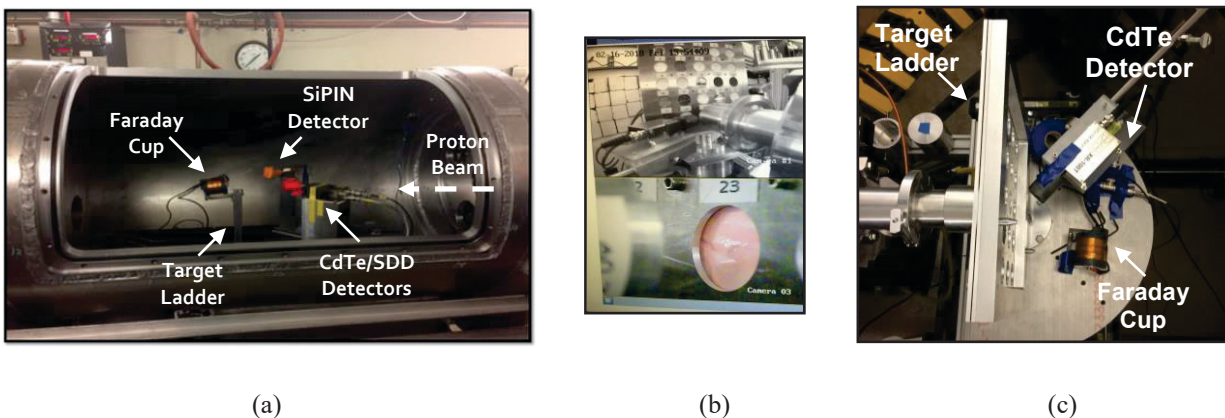 SiPIN
Detector
Faraday
Cup
Proton
Beam
Target
Ladder
CdTe/SDD
Detectors
(a)
Camera #1
23
Camera 03
(b)
Target
Ladder
CdTe
Detector
Faraday
Cup
(c)